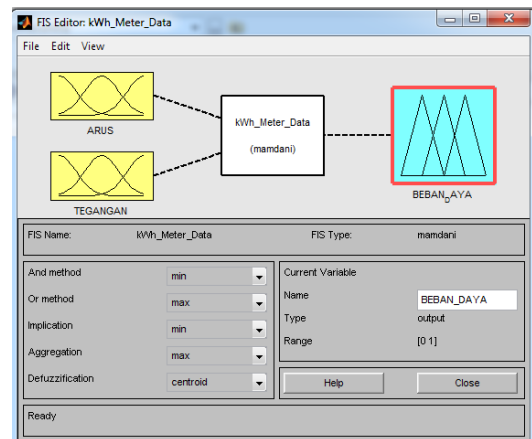 FIS Editor: kWh_Meter_Data
File Edit View
ARUS
TEGANGAN
kWh_Meter_Data
(mamdani)
BEBAN_DAYA
FIS Name: kWh_Meter_Data FIS Type: mamdani
And method min
Or method max
Implication min
Aggregation max
Defuzzification centroid
Current Variable
Name BEBAN_DAYA
Type output
Range [0 1]
Help Close
Ready